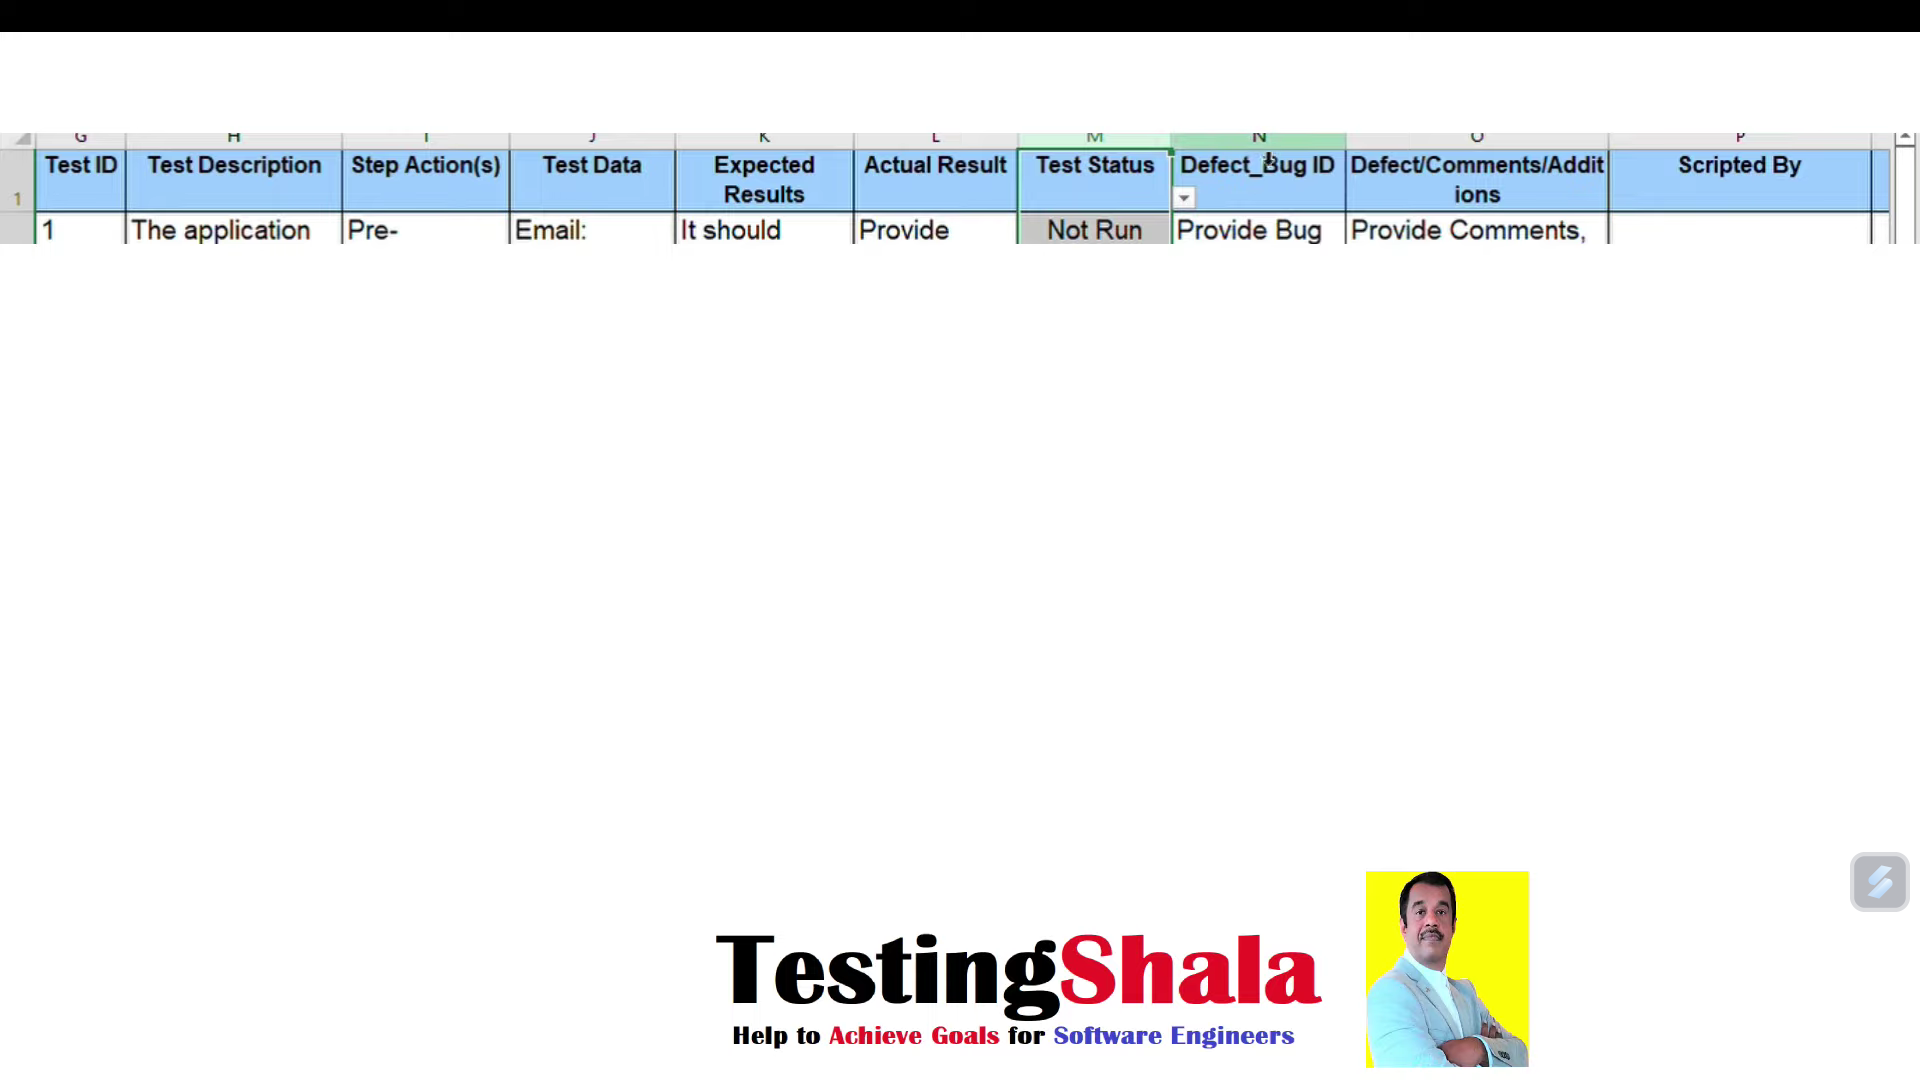 G H I J K L M N O P
Test ID Test Description Step Action(s) Test Data Expected Results Actual Result Test Status Defect_Bug ID Defect/Comments/Addit
ions Scripted By
1
1 The application Pre- Email: It should Provide Not Run Provide Bug Provide Comments,
TestingShala
Help to Achieve Goals for Software Engineers